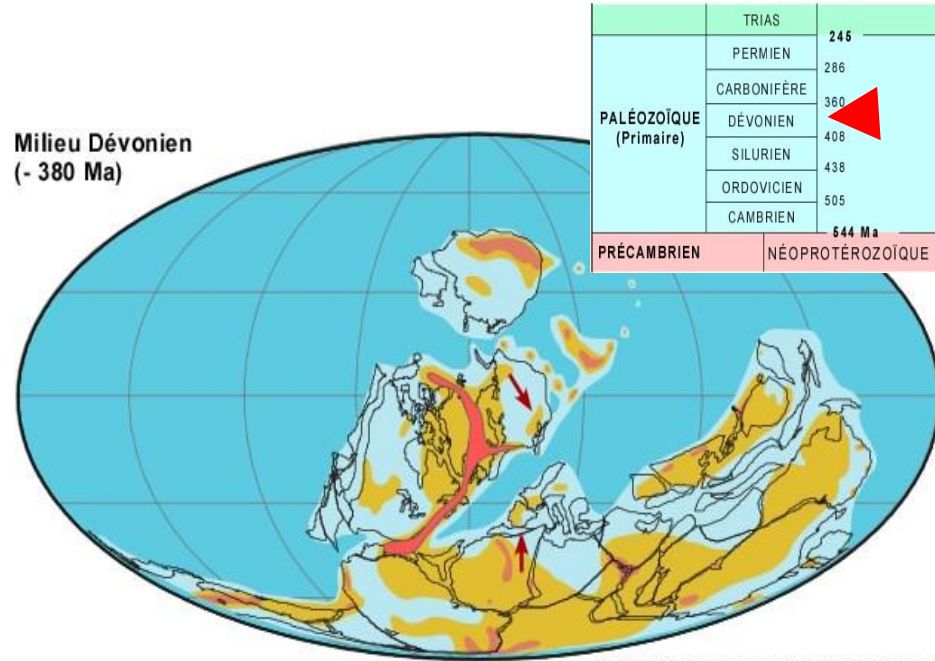 Milieu Dévonien
(- 380 Ma)
TRIAS
245
PERMIEN
286
CARBONIFÈRE
360
PALÉOZOÏQUE
(Primaire)
DÉVONIEN
408
SILURIEN
438
ORDOVICIEN
505
CAMBRIEN
544 Ma
PRÉCAMBRIEN
NÉOPROTÉROZOÏQUE